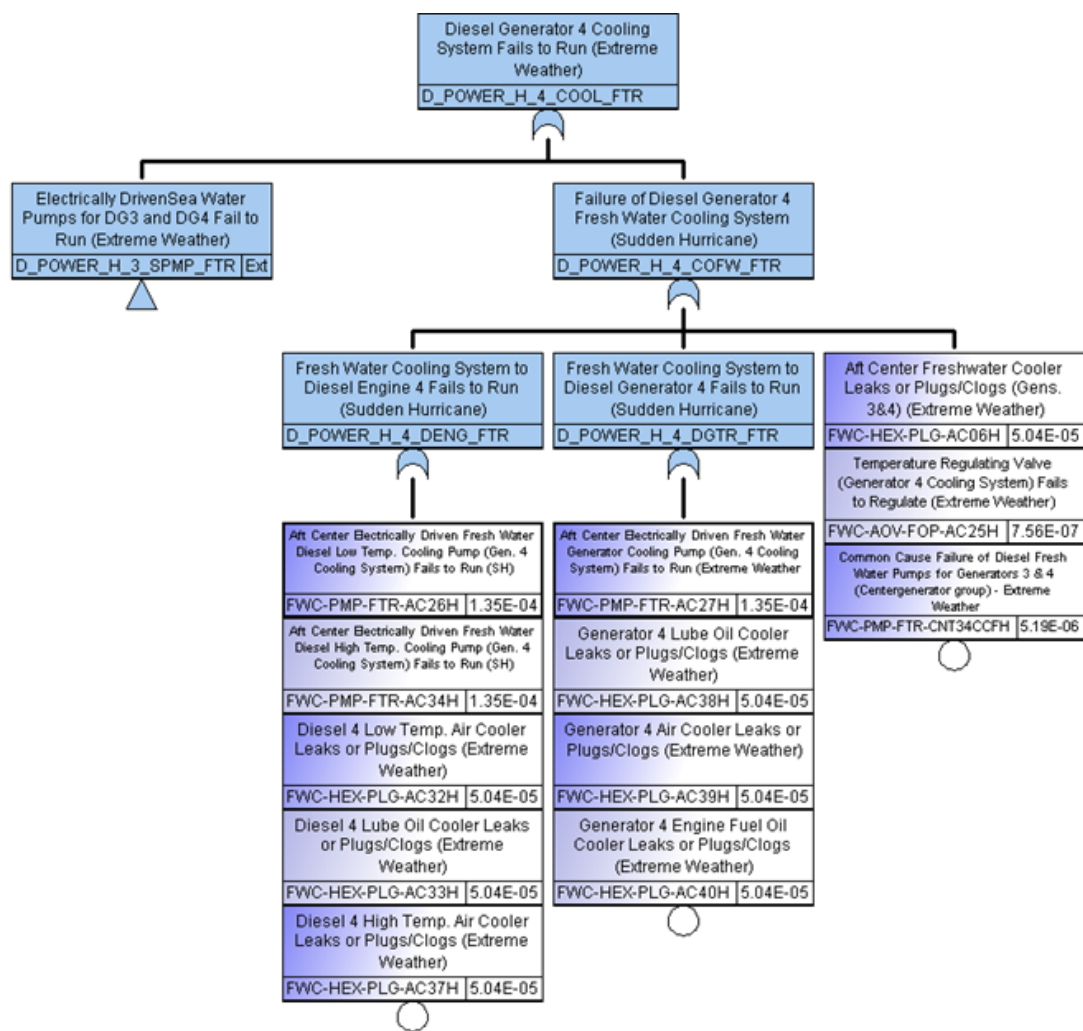 Diesel Generator 4 Cooling
System Fails to Run (Extreme
Weather)
D_POWER_H_4_COOL_FTR
Electrically DrivenSea Water
Pumps for DG3 and DG4 Fail to
Run (Extreme Weather)
D_POWER_H_3_SPMP_FTR Ext
Failure of Diesel Generator 4
Fresh Water Cooling System
(Sudden Hurricane)
D_POWER_H_4_COFW_FTR
Fresh Water Cooling System to
Diesel Engine 4 Fails to Run
(Sudden Hurricane)
D_POWER_H_4_DENG_FTR
Fresh Water Cooling System to
Diesel Generator 4 Fails to Run
(Sudden Hurricane)
D_POWER_H_4_DGTR_FTR
Aft Center Freshwater Cooler
Leaks or Plugs/Clogs (Gens.
3&4) (Extreme Weather)
FWC-HEX-PLG-AC06H 5.04E-05
Temperature Regulating Valve
(Generator 4 Cooling System) Fails
to Regulate (Extreme Weather)
FWC-AOV-FOP-AC25H 7.56E-07
Common Cause Failure of Diesel Fresh
Water Pumps for Generators 3 & 4
(Centergenerator group) - Extreme
Weather
FWC-PMP-FTR-CNT34CCFH 5.19E-06
Aft Center Electrically Driven Fresh Water
Diesel Low Temp. Cooling Pump (Gen. 4
Cooling System) Fails to Run (SH)
FWC-PMP-FTR-AC26H 1.35E-04
Aft Center Electrically Driven Fresh Water
Diesel High Temp. Cooling Pump (Gen. 4
Cooling System) Fails to Run (SH)
FWC-PMP-FTR-AC34H 1.35E-04
Diesel 4 Low Temp. Air Cooler
Leaks or Plugs/Clogs (Extreme
Weather)
FWC-HEX-PLG-AC32H 5.04E-05
Diesel 4 Lube Oil Cooler Leaks
or Plugs/Clogs (Extreme
Weather)
FWC-HEX-PLG-AC33H 5.04E-05
Diesel 4 High Temp. Air Cooler
Leaks or Plugs/Clogs (Extreme
Weather)
FWC-HEX-PLG-AC37H 5.04E-05
Aft Center Electrically Driven Fresh Water
Generator Cooling Pump (Gen. 4 Cooling
System) Fails to Run (Extreme Weather
FWC-PMP-FTR-AC27H 1.35E-04
Generator 4 Lube Oil Cooler
Leaks or Plugs/Clogs (Extreme
Weather)
FWC-HEX-PLG-AC38H 5.04E-05
Generator 4 Air Cooler Leaks or
Plugs/Clogs (Extreme Weather)
FWC-HEX-PLG-AC39H 5.04E-05
Generator 4 Engine Fuel Oil
Cooler Leaks or Plugs/Clogs
(Extreme Weather)
FWC-HEX-PLG-AC40H 5.04E-05